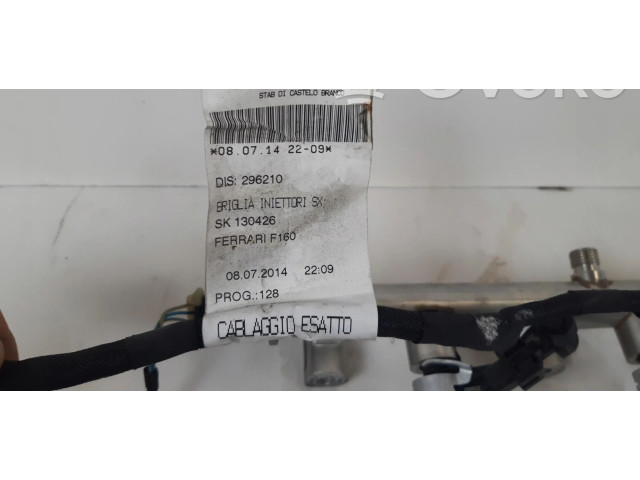 STAB DI CASTELO BRANCO
*08.07.14 22-09*
DIS: 296210
BRIGLIA INIETTORI SX
SK 130426
FERRARI F160
08.07.2014 22:09
PROG.:128
CABLAGGIO ESATTO